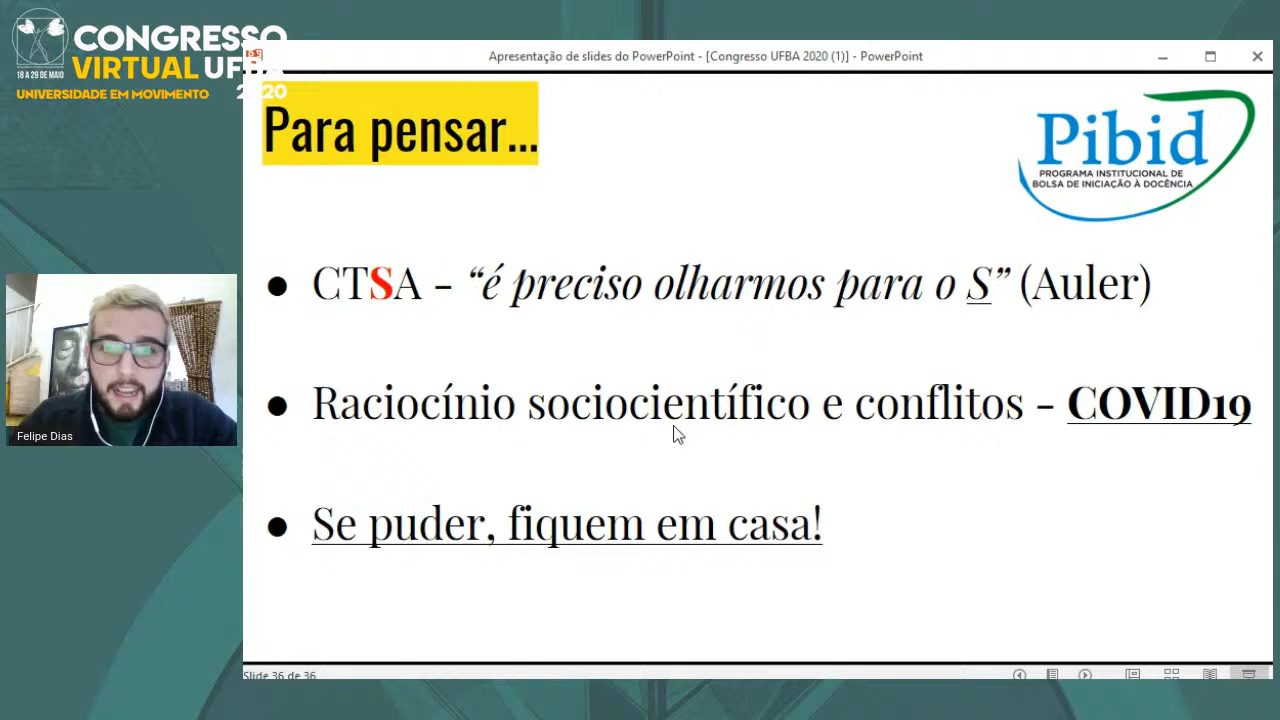 CONGRESSO
VIRTUAL UFBA
2020
18 A 29 DE MAIO
UNIVERSIDADE EM MOVIMENTO
Apresentação de slides do PowerPoint - [Congresso UFBA 2020 (1)] - PowerPoint
Para pensar...
Pibid
PROGRAMA INSTITUCIONAL DE
BOLSA DE INICIAÇÃO À DOCÊNCIA
● CTSA - “é preciso olharmos para o S” (Auler)
● Raciocínio sociocientífico e conflitos - COVID19
● Se puder, fiquem em casa!
Felipe Dias
Slide 36 de 36